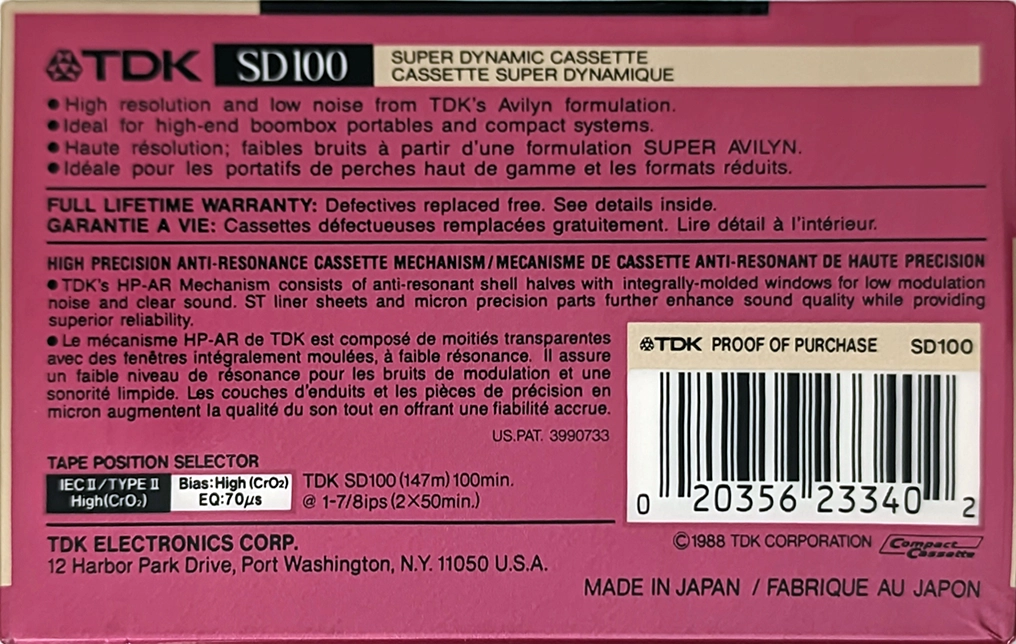 TDK SD100 SUPER DYNAMIC CASSETTE
CASSETTE SUPER DYNAMIQUE
● High resolution and low noise from TDK's Avilyn formulation.
● Ideal for high-end boombox portables and compact systems.
● Haute résolution; faibles bruits à partir d'une formulation SUPER AVILYN.
● Idéale pour les portatifs de perches haut de gamme et les formats réduits.
FULL LIFETIME WARRANTY: Defectives replaced free. See details inside.
GARANTIE A VIE: Cassettes défectueuses remplacées gratuitement. Lire détail à l'intérieur.
HIGH PRECISION ANTI-RESONANCE CASSETTE MECHANISM/MECANISME DE CASSETTE ANTI-RESONANT DE HAUTE PRECISION
● TDK's HP-AR Mechanism consists of anti-resonant shell halves with integrally-molded windows for low modulation
noise and clear sound. ST liner sheets and micron precision parts further enhance sound quality while providing
superior reliability.
● Le mécanisme HP-AR de TDK est composé de moitiés transparentes
avec des fenêtres intégralement moulées, à faible résonance. Il assure
un faible niveau de résonance pour les bruits de modulation et une
sonorité limpide. Les couches d'enduits et les pièces de précision en
micron augmentent la qualité du son tout en offrant une fiabilité accrue.
US.PAT. 3990733
TDK PROOF OF PURCHASE SD100
0 20356 23340 2
TAPE POSITION SELECTOR
IEC II/TYPE II
High(CrO₂)
Bias:High (CrO₂)
EQ:70μs
TDK SD100 (147m) 100min.
@ 1-7/8ips (2×50min.)
TDK ELECTRONICS CORP.
12 Harbor Park Drive, Port Washington, N.Y. 11050 U.S.A.
©1988 TDK CORPORATION Compact Cassette
MADE IN JAPAN / FABRIQUE AU JAPON